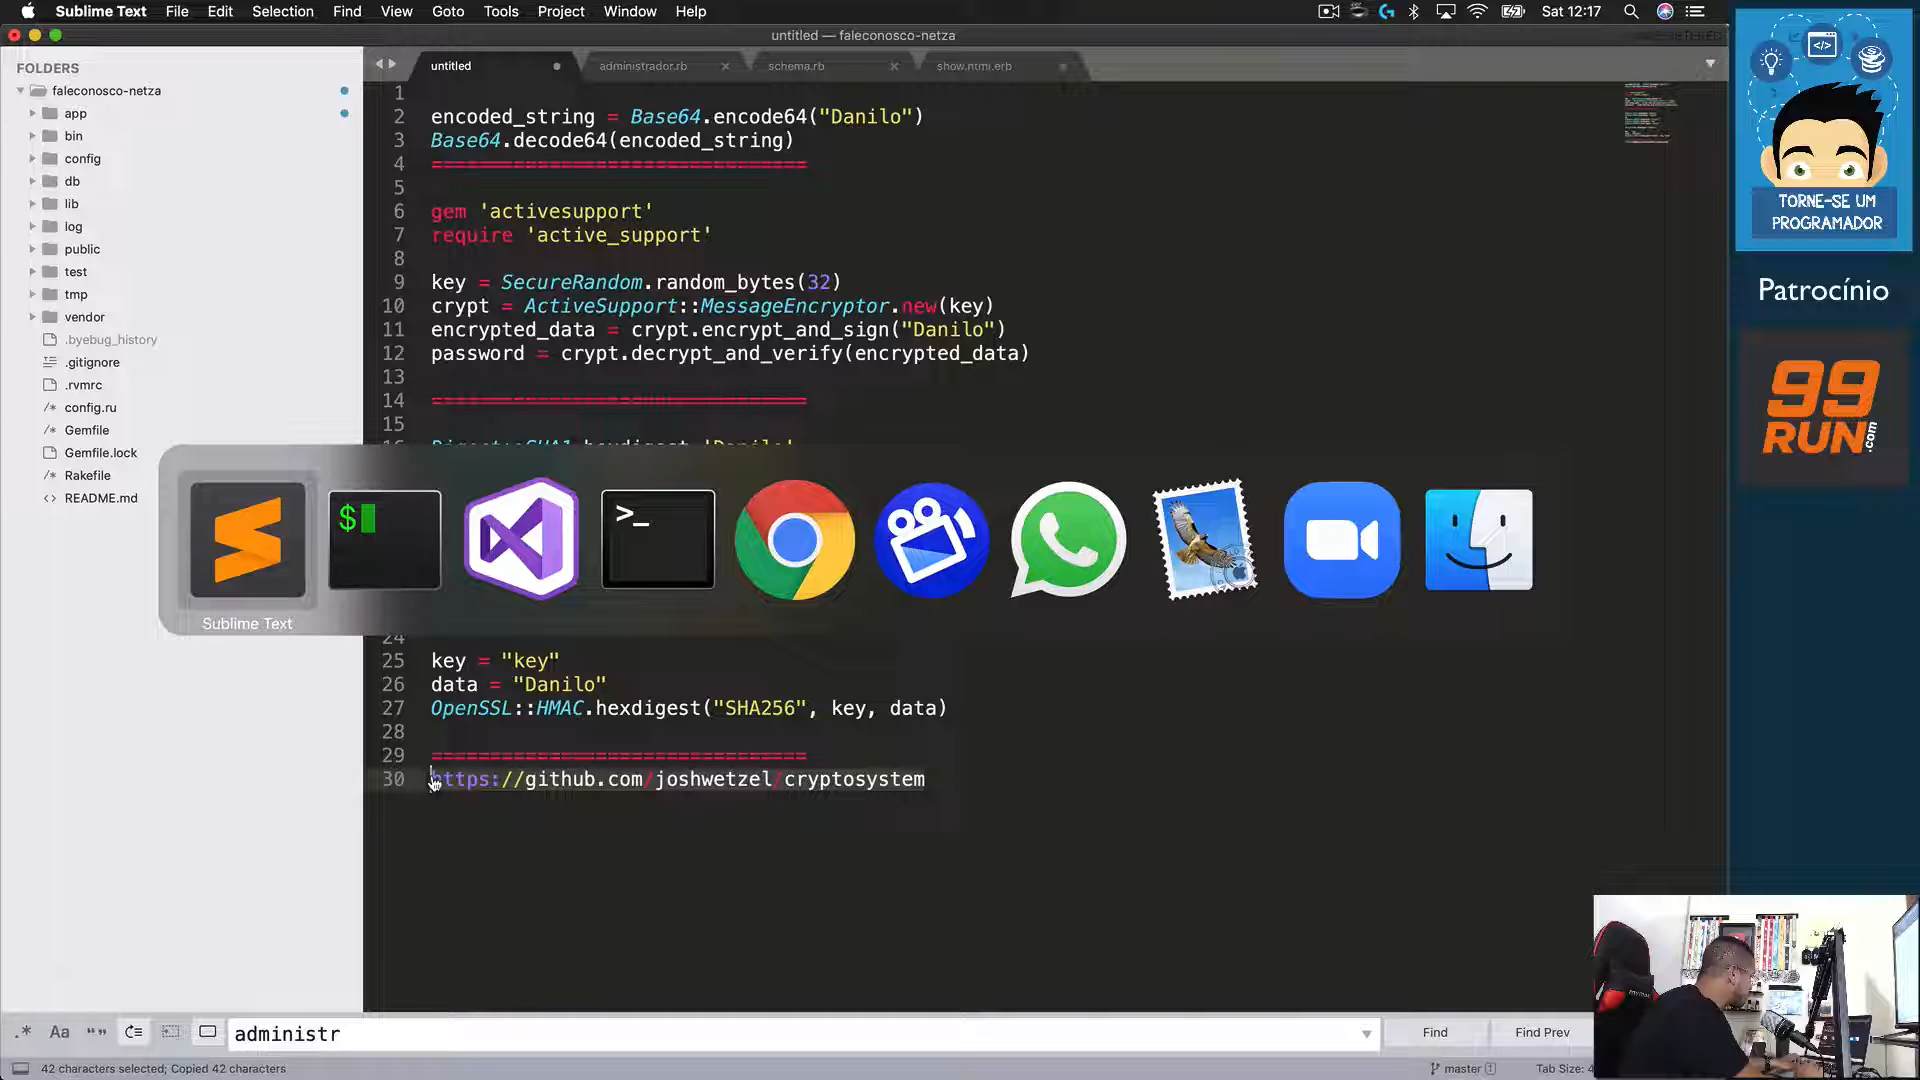 Sublime Text File Edit Selection Find View Goto Tools Project Window Help Sat 12:17
untitled — faleconosco-netza
FOLDERS
faleconosco-netza
app
bin
config
db
lib
log
public
test
tmp
vendor
.byebug_history
.gitignore
.rvmrc
config.ru
Gemfile
Gemfile.lock
Rakefile
README.md
untitled administrador.rb schema.rb show.html.erb
1
2 encoded_string = Base64.encode64("Danilo")
3 Base64.decode64(encoded_string)
4 ================================
5
6 gem 'activesupport'
7 require 'active_support'
8
9 key = SecureRandom.random_bytes(32)
10 crypt = ActiveSupport::MessageEncryptor.new(key)
11 encrypted_data = crypt.encrypt_and_sign("Danilo")
12 password = crypt.decrypt_and_verify(encrypted_data)
13
14 ================================
15
$
>_
Sublime Text
24
25 key = "key"
26 data = "Danilo"
27 OpenSSL::HMAC.hexdigest("SHA256", key, data)
28
29 ================================
30 https://github.com/joshwetzel/cryptosystem
.* Aa “” administr Find Find Prev
42 characters selected; Copied 42 characters master 1 Tab Size: 4
</>
TORNE-SE UM
PROGRAMADOR
Patrocínio
99
RUN.com